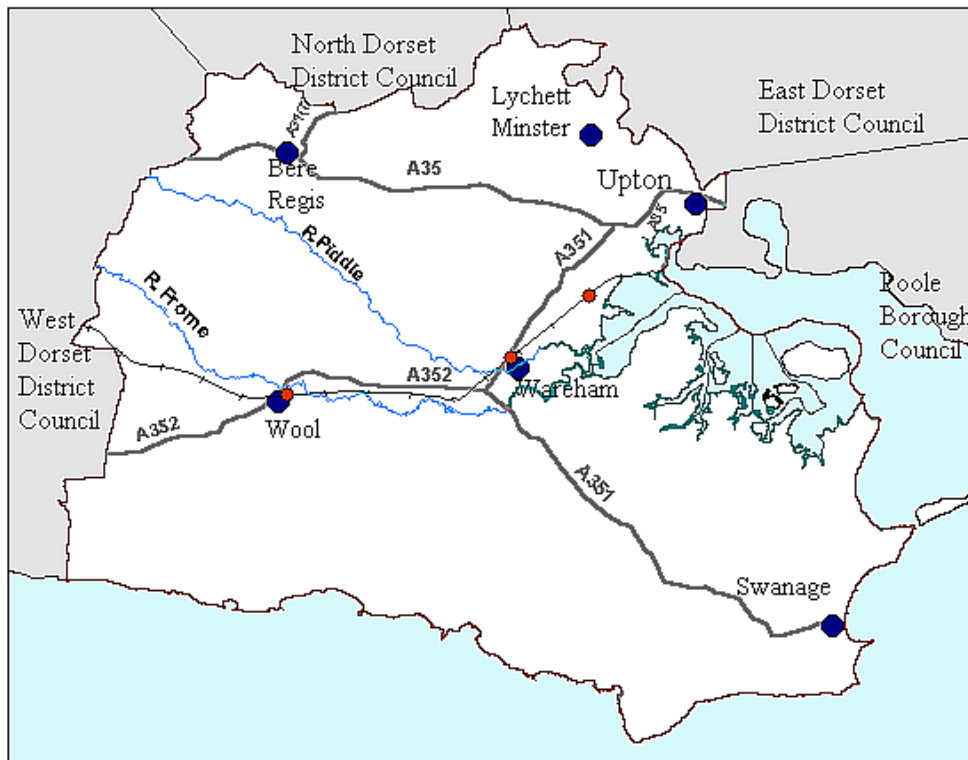 North Dorset
District Council
East Dorset
District Council
Lychett
Minster
A35
Bere
Regis
Upton
A35
A351
R.Piddle
R. Frome
Poole
Borough
Council
West
Dorset
District
Council
A352
Wareham
A352
Wool
A351
Swanage